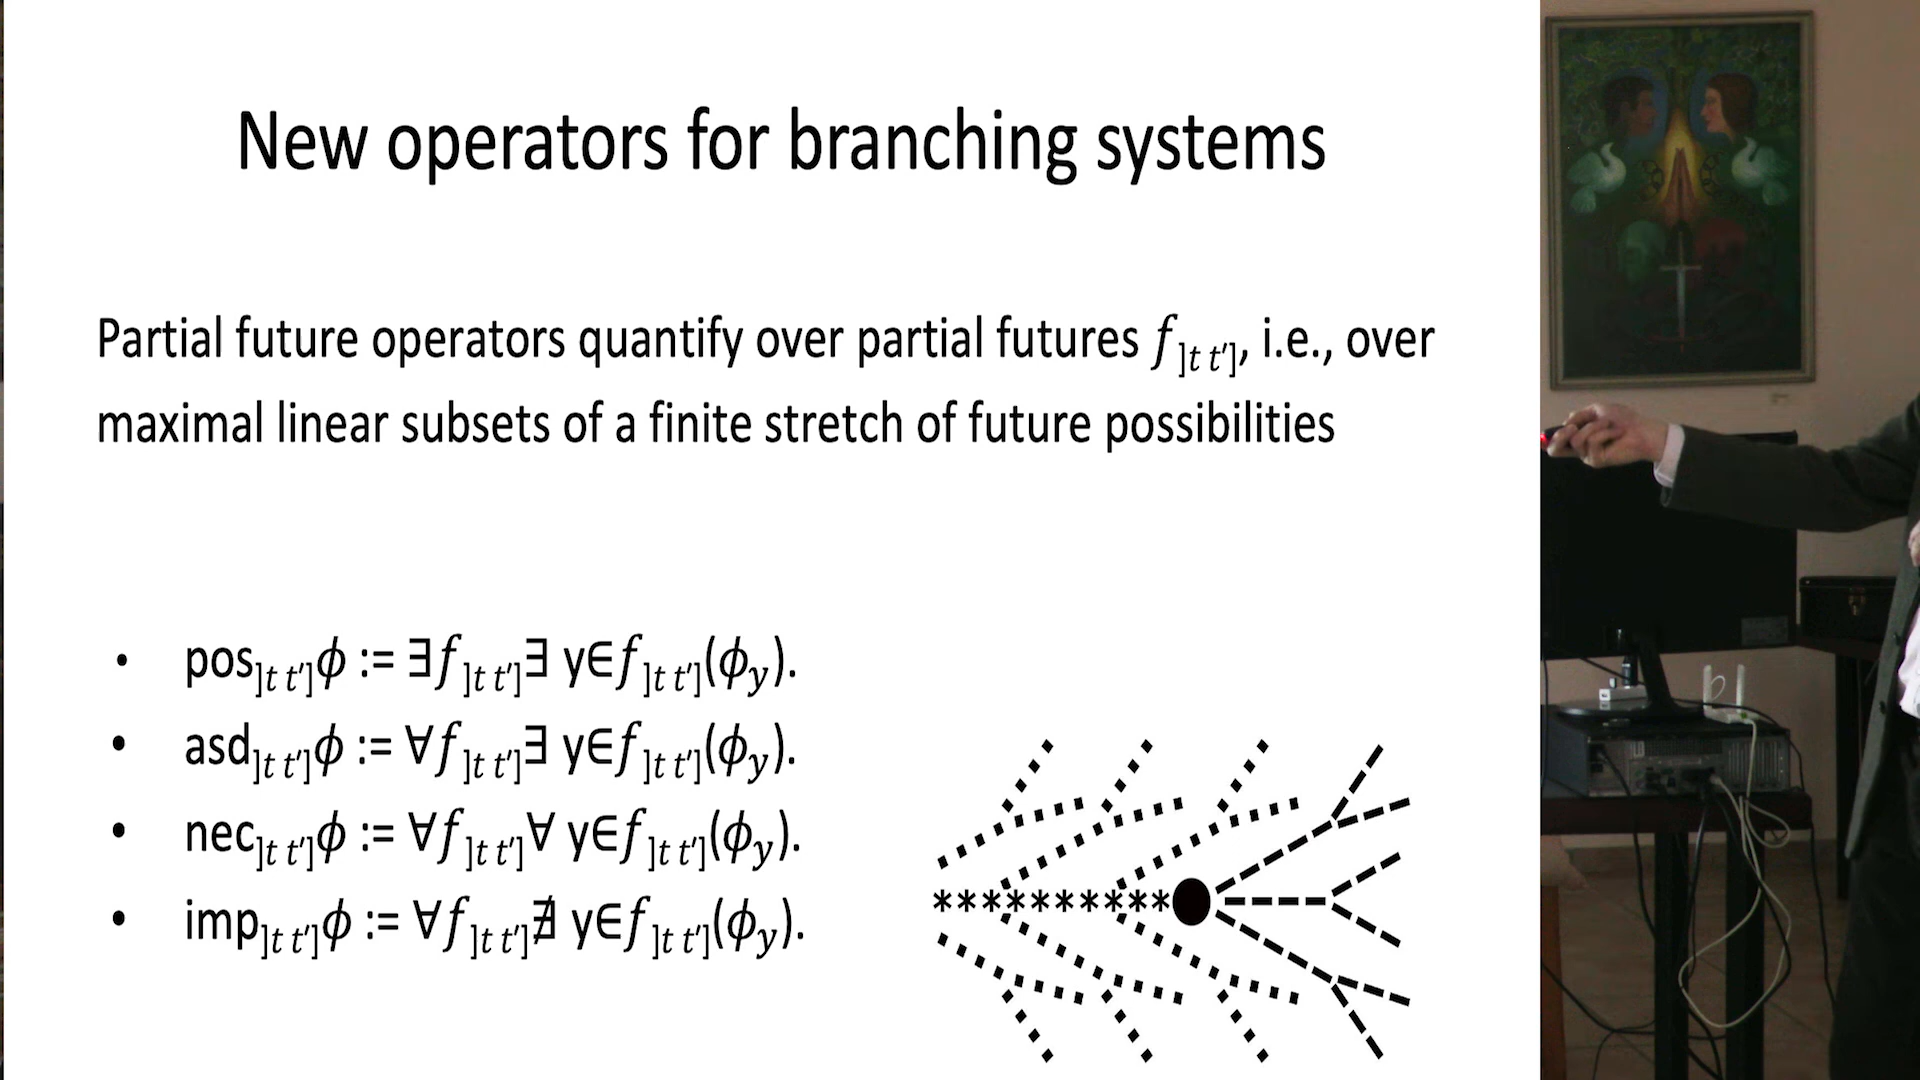 New operators for branching systems
Partial future operators quantify over partial futures 𝑓]t t′], i.e., over
maximal linear subsets of a finite stretch of future possibilities
• pos]t t′]ϕ := ∃𝑓]t t′]∃ y∈𝑓]t t′](ϕy).
• asd]t t′]ϕ := ∀𝑓]t t′]∃ y∈𝑓]t t′](ϕy).
• nec]t t′]ϕ := ∀𝑓]t t′]∀ y∈𝑓]t t′](ϕy).
• imp]t t′]ϕ := ∀𝑓]t t′]∄ y∈𝑓]t t′](ϕy).